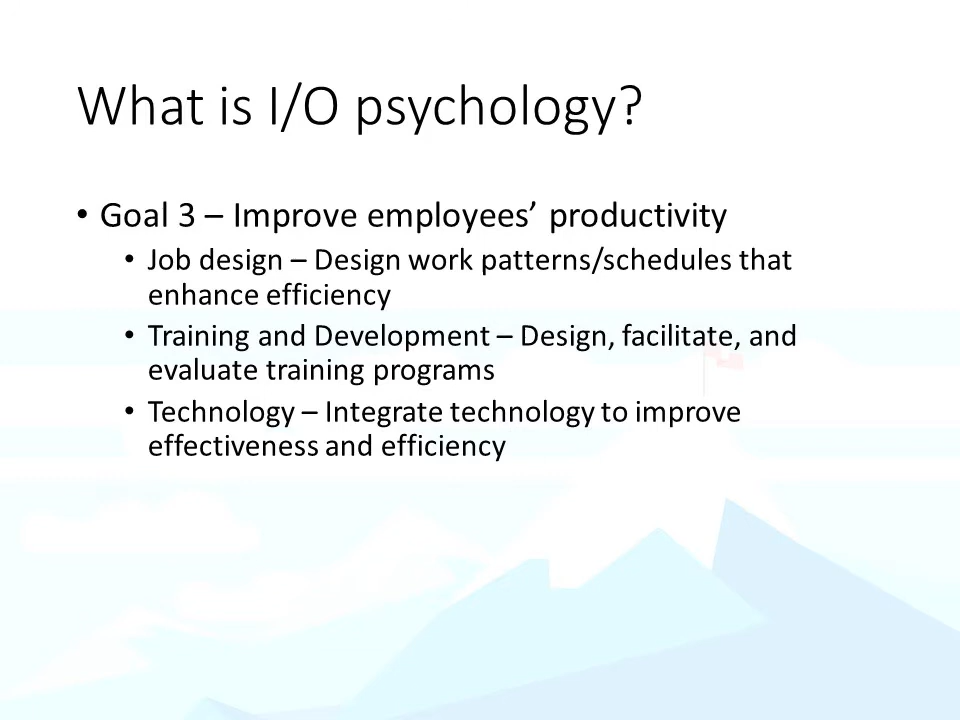 What is I/O psychology?
• Goal 3 – Improve employees’ productivity
• Job design – Design work patterns/schedules that
enhance efficiency
• Training and Development – Design, facilitate, and
evaluate training programs
• Technology – Integrate technology to improve
effectiveness and efficiency